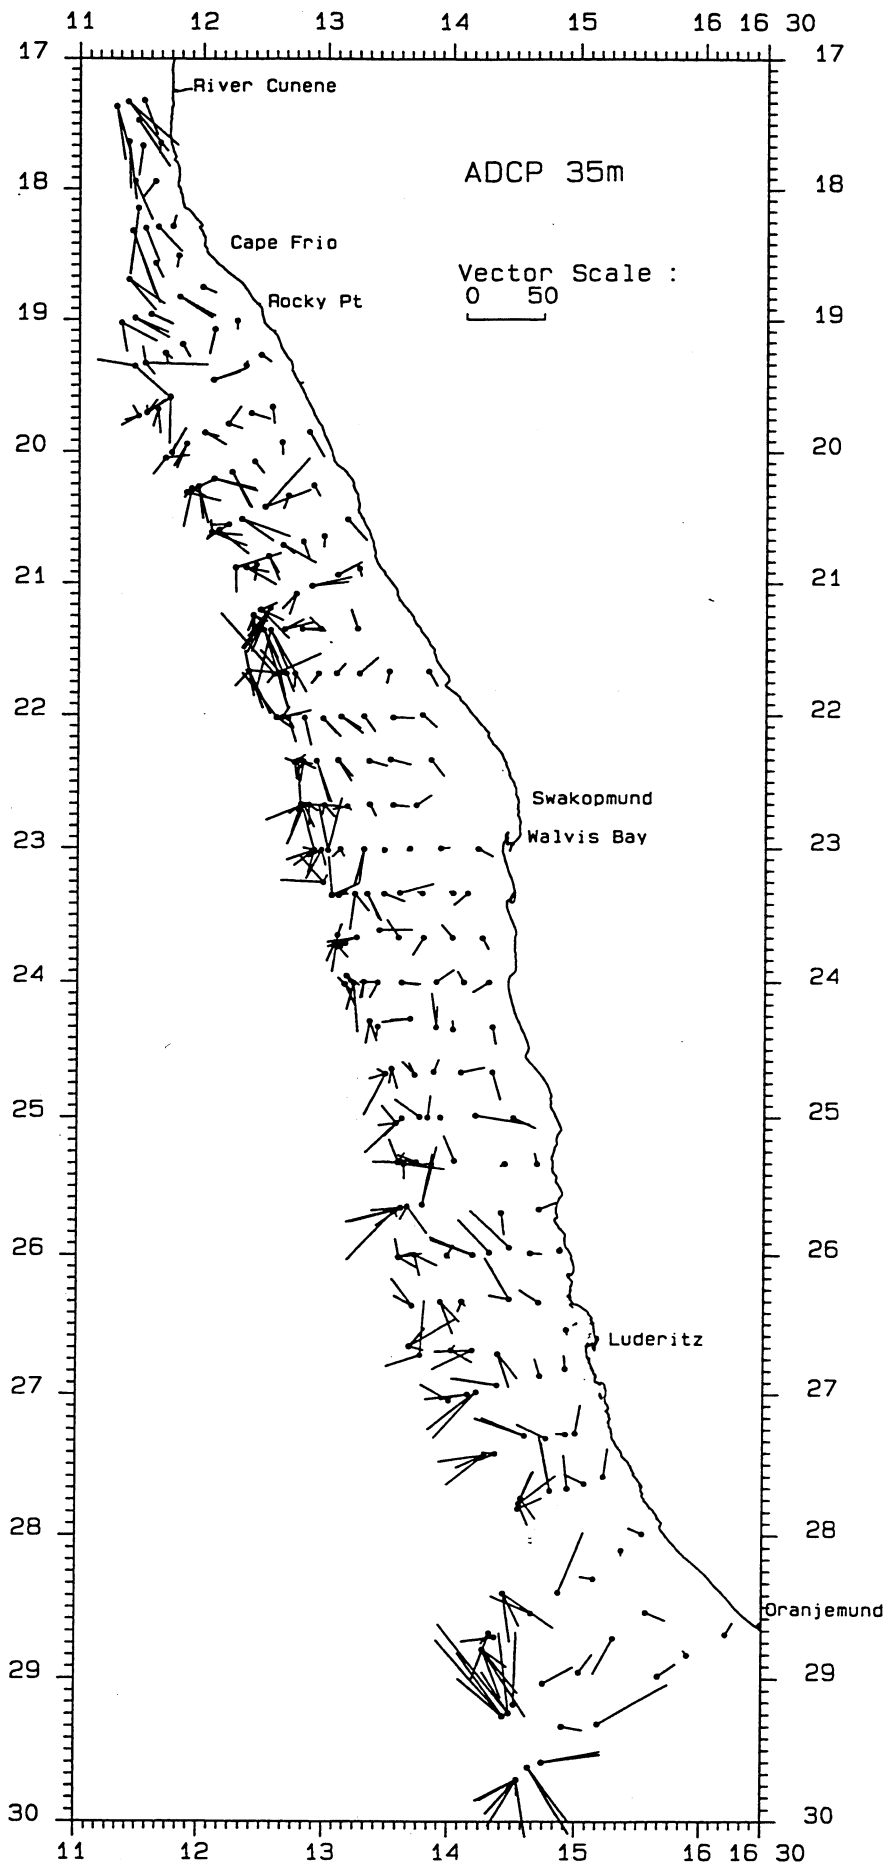 11 12 13 14 15 16 16 30
17 17
River Cunene
ADCP 35m
18 18
Cape Frio
Vector Scale :
Rocky Pt
0 50
19 19
20 20
21 21
22 22
Swakopmund
Walvis Bay
23 23
24 24
25 25
26 26
Luderitz
27 27
28 28
Oranjemund
29 29
30 30
11 12 13 14 15 16 16 30